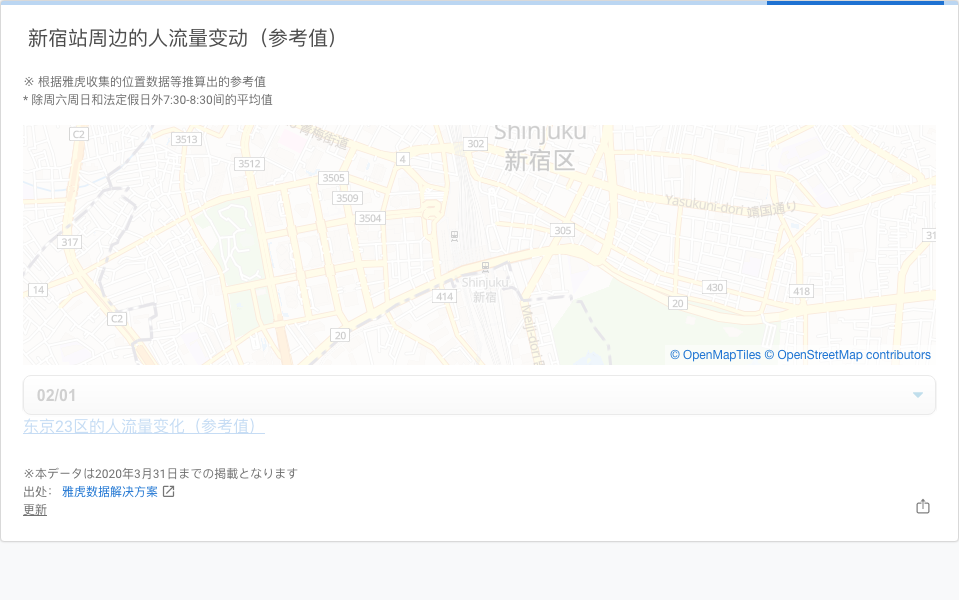 新宿站周边的人流量变动（参考值）
※ 根据雅虎收集的位置数据等推算出的参考值
* 除周六周日和法定假日外7:30-8:30间的平均值
Shinjuku
新宿区
C2
3513
青梅街道
302
4
3512
3505
3509
3504
Yasukuni-dori 靖国通り
317
305
31
Shinjuku
新宿
14
414
430
418
20
C2
20
Meiji-dori
© OpenMapTiles © OpenStreetMap contributors
02/01
东京23区的人流量变化（参考值）
※本データは2020年3月31日までの掲載となります
出处： 雅虎数据解决方案
更新